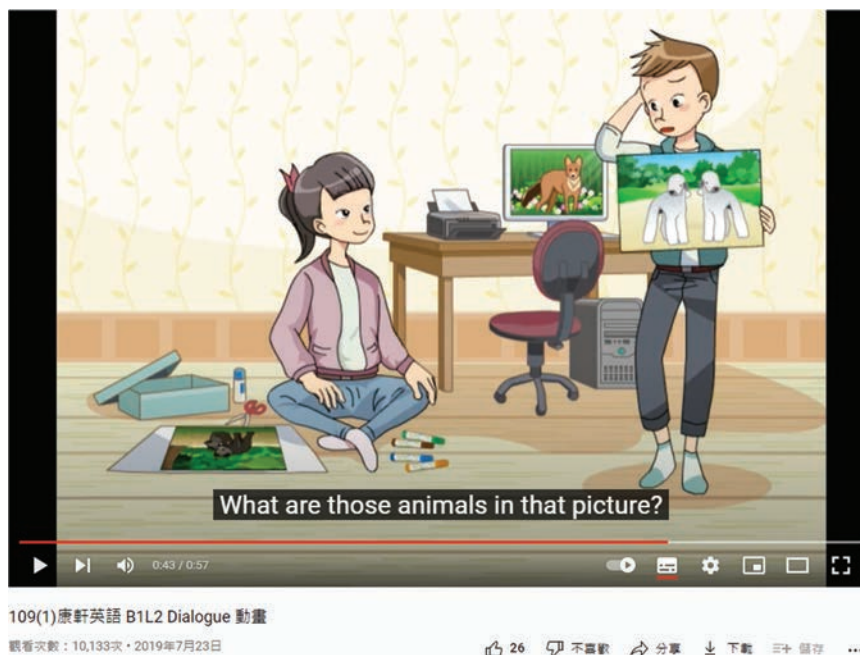 What are those animals in that picture?
0:43 / 0:57
109(1)康軒英語 B1L2 Dialogue 動畫
觀看次數：10,133次・2019年7月23日
26 不喜歡 分享 下載 儲存